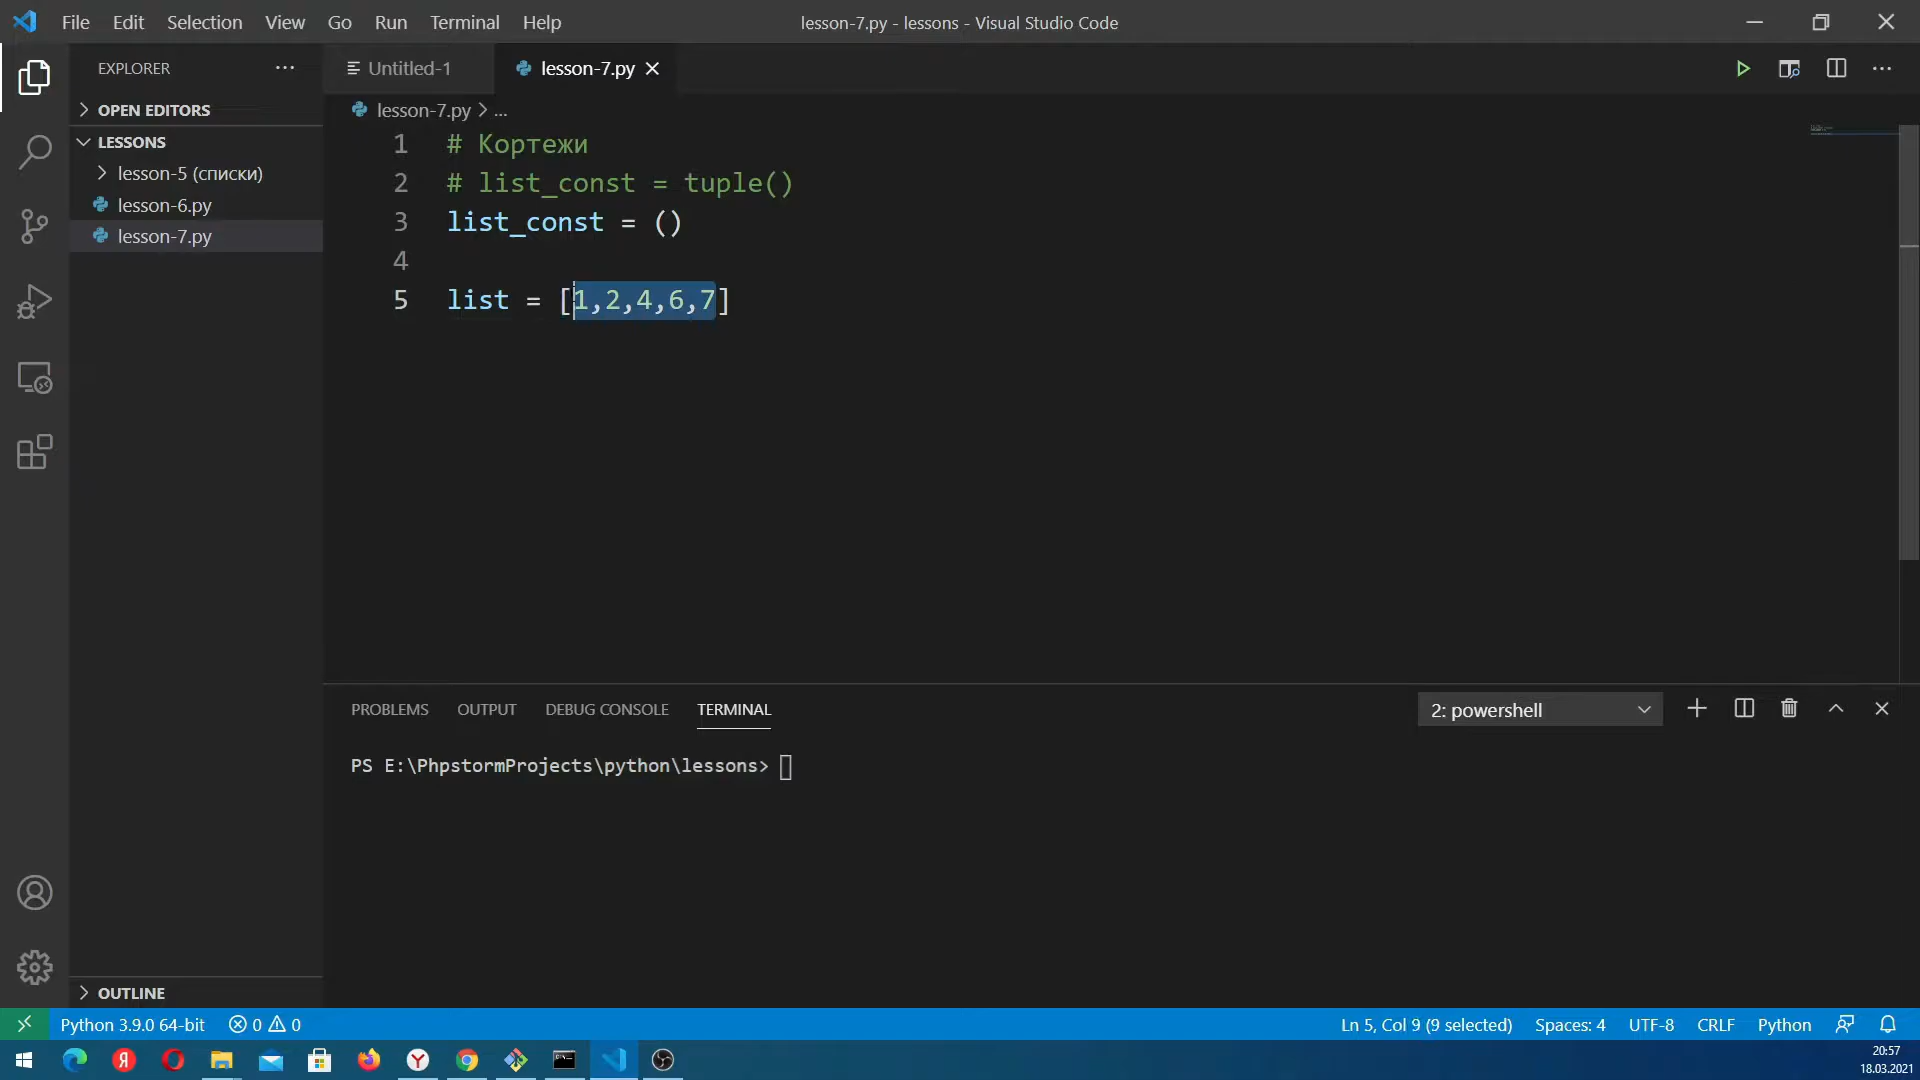 File Edit Selection View Go Run Terminal Help
lesson-7.py - lessons - Visual Studio Code
EXPLORER
Untitled-1
lesson-7.py
OPEN EDITORS
lesson-7.py > ...
LESSONS
lesson-5 (списки)
lesson-6.py
lesson-7.py
1 # Кортежи
2 # list_const = tuple()
3 list_const = ()
4
5 list = [1,2,4,6,7]
PROBLEMS OUTPUT DEBUG CONSOLE TERMINAL
2: powershell
PS E:\PhpstormProjects\python\lessons>
OUTLINE
Python 3.9.0 64-bit 0 0
Ln 5, Col 9 (9 selected) Spaces: 4 UTF-8 CRLF Python
20:57
18.03.2021